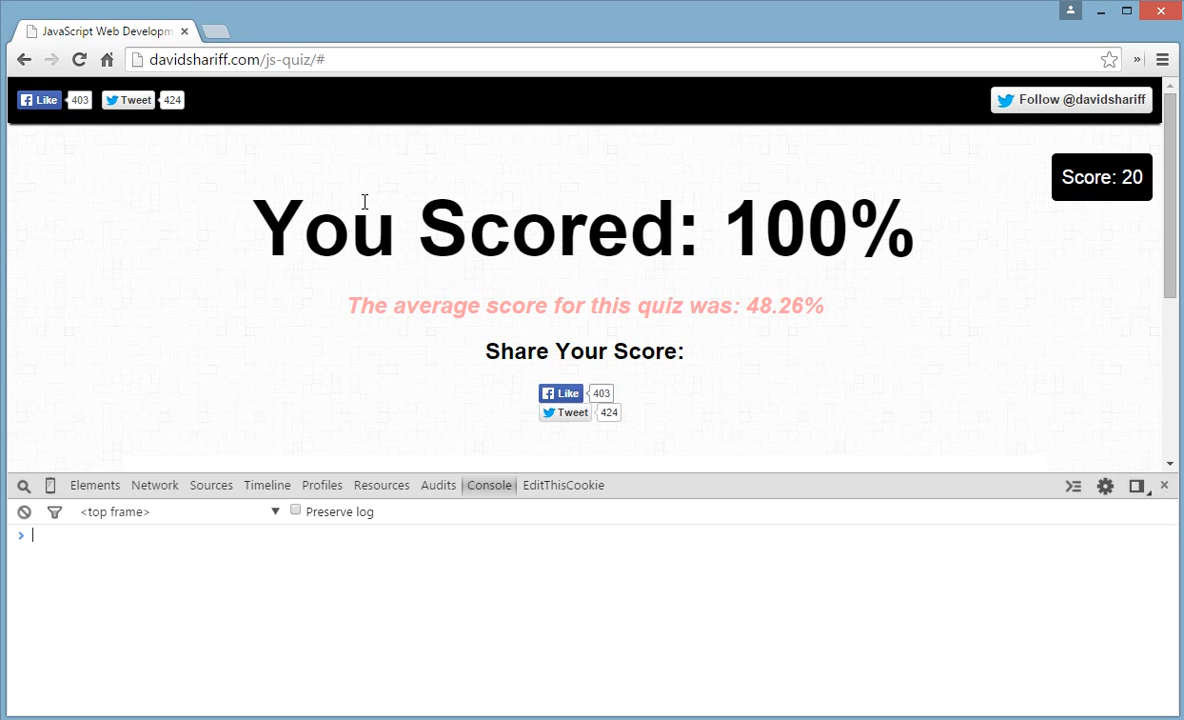 JavaScript Web Developm
davidshariff.com/js-quiz/#
Like 403 Tweet 424 Follow @davidshariff
Score: 20
You Scored: 100%
The average score for this quiz was: 48.26%
Share Your Score:
Like 403
Tweet 424
Elements Network Sources Timeline Profiles Resources Audits Console EditThisCookie
<top frame> Preserve log